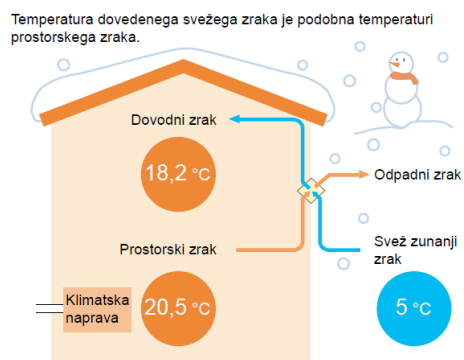 Temperatura dovedenega svežega zraka je podobna temperaturi
prostorskega zraka.
Dovodni zrak
18,2 °C
Odpadni zrak
Prostorski zrak
Svež zunanji
zrak
Klimatska
naprava
20,5 °C
5 °C